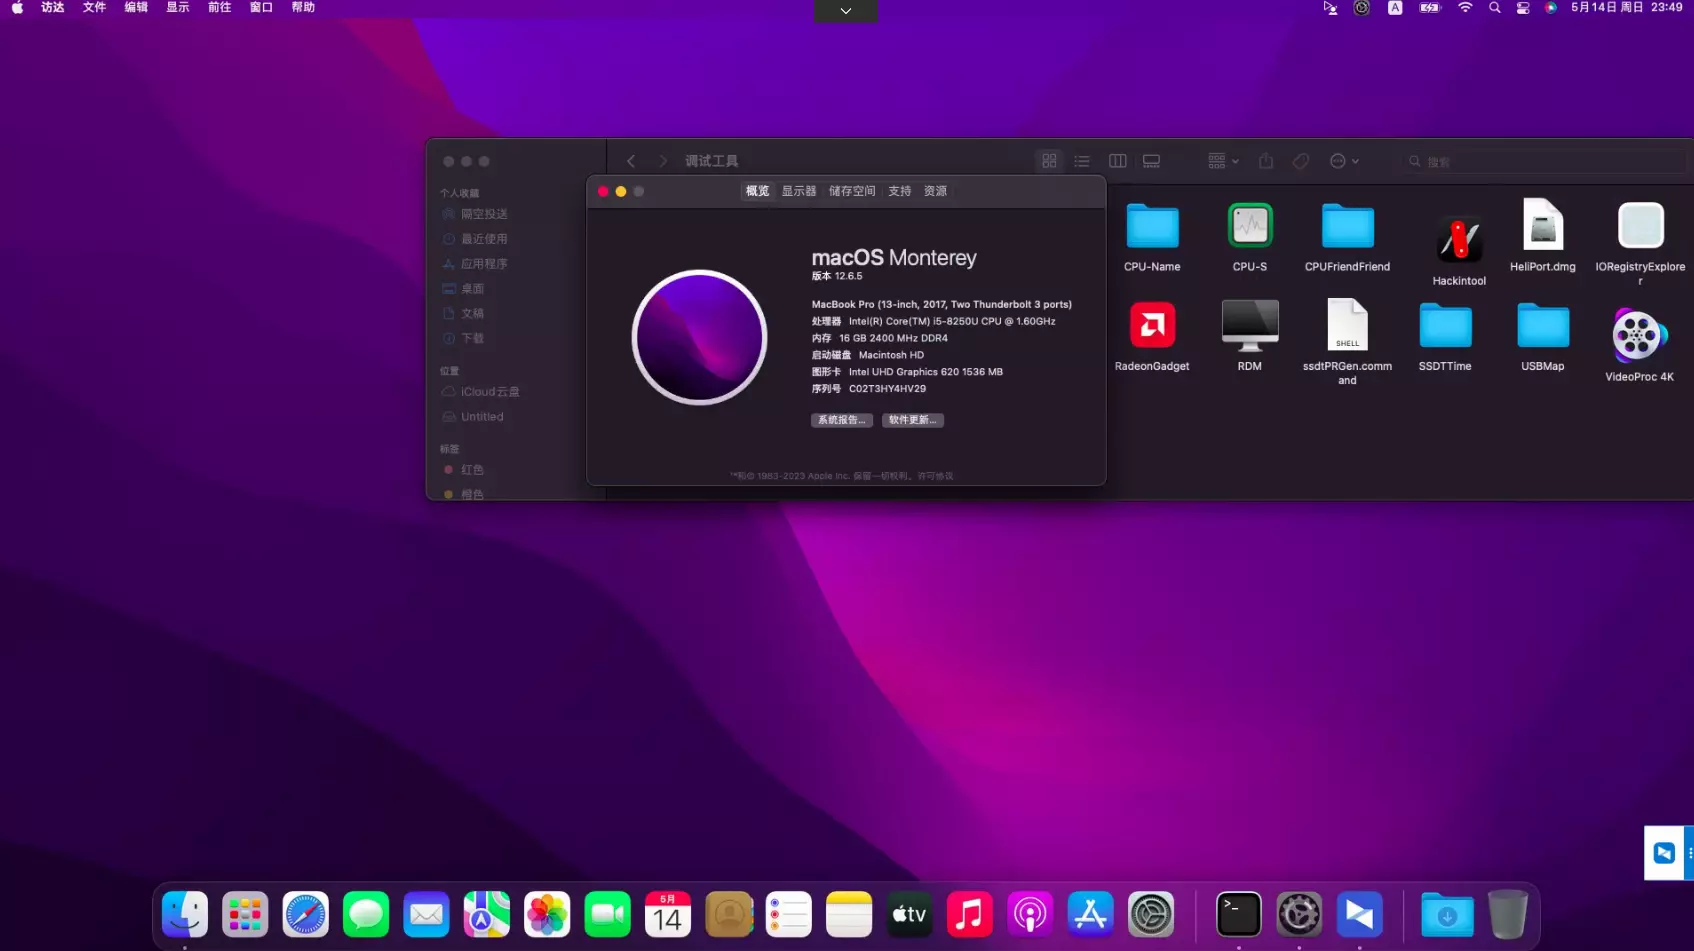 访达 文件 编辑 显示 前往 窗口 帮助
A
5月14日 周日 23:49
调试工具
搜索
个人收藏
隔空投送
最近使用
应用程序
桌面
文稿
下载
位置
iCloud云盘
Untitled
标签
红色
橙色
概览 显示器 储存空间 支持 资源
macOS Monterey
版本 12.6.5
MacBook Pro (13-inch, 2017, Two Thunderbolt 3 ports)
处理器 Intel(R) Core(TM) i5-8250U CPU @ 1.60GHz
内存 16 GB 2400 MHz DDR4
启动磁盘 Macintosh HD
图形卡 Intel UHD Graphics 620 1536 MB
序列号 C02T3HY4HV29
系统报告... 软件更新...
™和© 1983-2023 Apple Inc. 保留一切权利。许可协议
CPU-Name
CPU-S
CPUFriendFriend
Hackintool
HeliPort.dmg
IORegistryExplore
r
RadeonGadget
RDM
SHELL
ssdtPRGen.comm
and
SSDTTime
USBMap
VideoProc 4K
5月
14
tv
>_